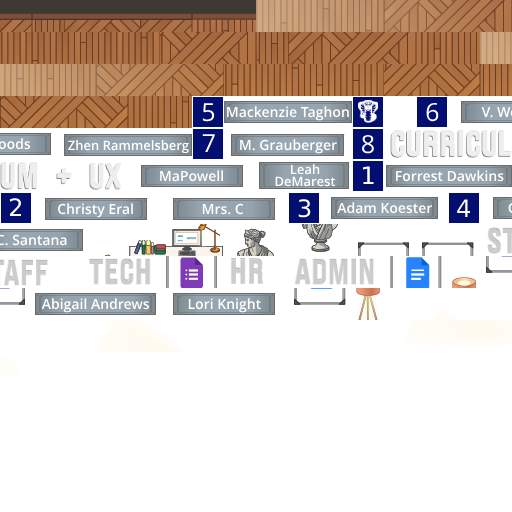 5 Mackenzie Taghon 6 V. W
oods Zhen Rammelsberg 7 M. Grauberger 8 CURRICUL
UM + UX MaPowell Leah DeMarest 1 Forrest Dawkins
2 Christy Eral Mrs. C 3 Adam Koester 4
C. Santana ST
TAFF TECH HR ADMIN
Abigail Andrews Lori Knight